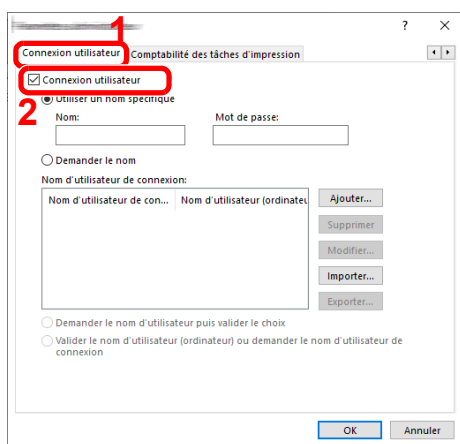 1
? ×
Connexion utilisateur Comptabilité des tâches d'impression
Connexion utilisateur
2
Utiliser un nom spécifique
Nom: Mot de passe:
Demander le nom
Nom d'utilisateur de connexion:
Nom d'utilisateur de con... Nom d'utilisateur (ordinateu
Ajouter...
Supprimer
Modifier...
Importer...
Exporter...
Demander le nom d'utilisateur puis valider le choix
Valider le nom d'utilisateur (ordinateur) ou demander le nom d'utilisateur de
connexion
OK Annuler